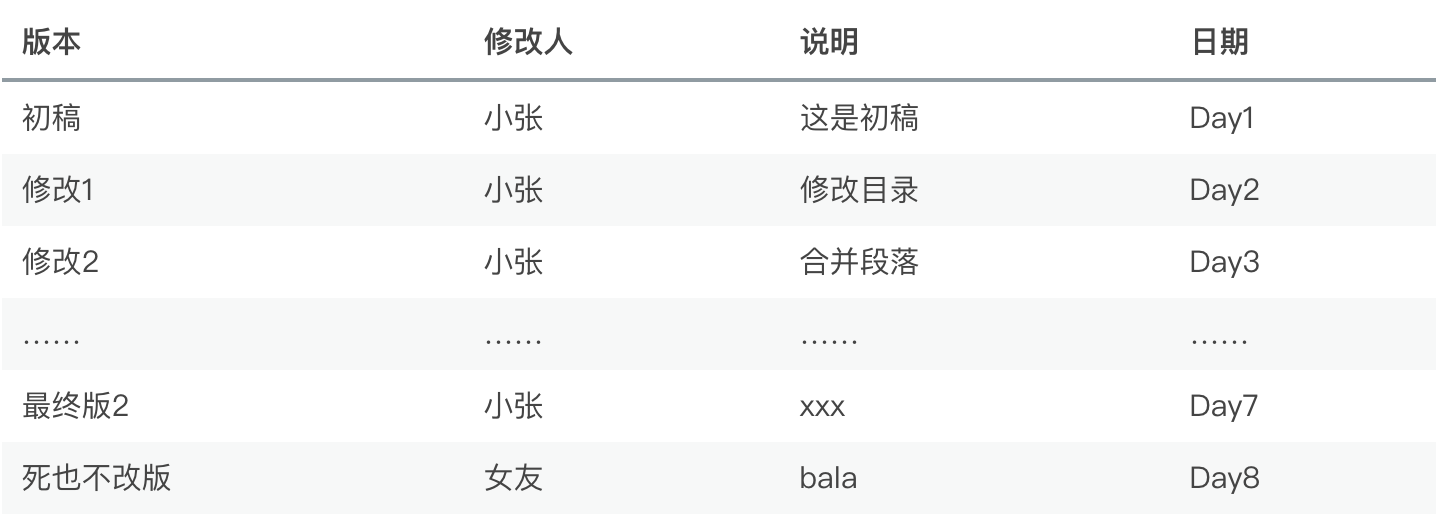 版本 修改人 说明 日期
初稿 小张 这是初稿 Day1
修改1 小张 修改目录 Day2
修改2 小张 合并段落 Day3
…… …… …… ……
最终版2 小张 xxx Day7
死也不改版 女友 bala Day8